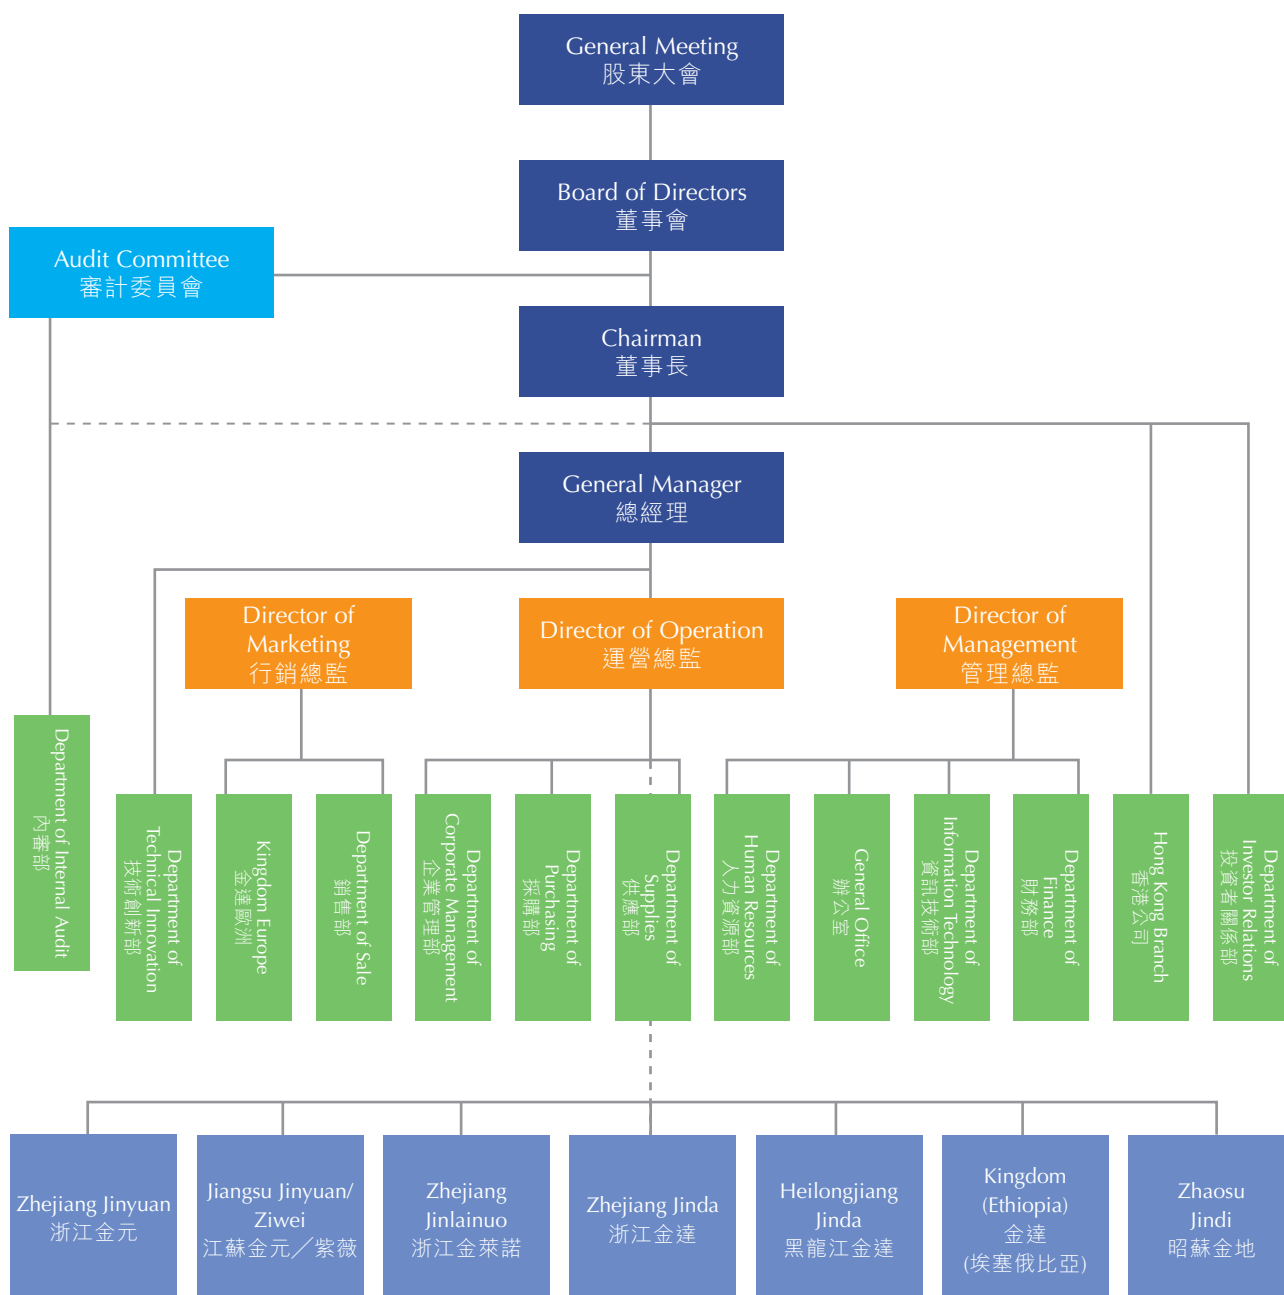 General Meeting
股東大會
Board of Directors
董事會
Audit Committee
審計委員會
Chairman
董事長
General Manager
總經理
Director of
Marketing
行銷總監
Director of Operation
運營總監
Director of
Management
管理總監
Department of Internal Audit
內審部
Department of
Technical Innovation
技術創新部
Kingdom Europe
金達歐洲
Department of Sale
銷售部
Department of
Corporate Management
企業管理部
Department of
Purchasing
採購部
Department of
Supplies
供應部
Department of
Human Resources
人力資源部
General Office
辦公室
Department of
Information Technology
資訊技術部
Department of
Finance
財務部
Hong Kong Branch
香港公司
Department of
Investor Relations
投資者關係部
Zhejiang Jinyuan
浙江金元
Jiangsu Jinyuan/
Ziwei
江蘇金元╱紫薇
Zhejiang
Jinlainuo
浙江金萊諾
Zhejiang Jinda
浙江金達
Heilongjiang
Jinda
黑龍江金達
Kingdom
(Ethiopia)
金達
(埃塞俄比亞)
Zhaosu
Jindi
昭蘇金地